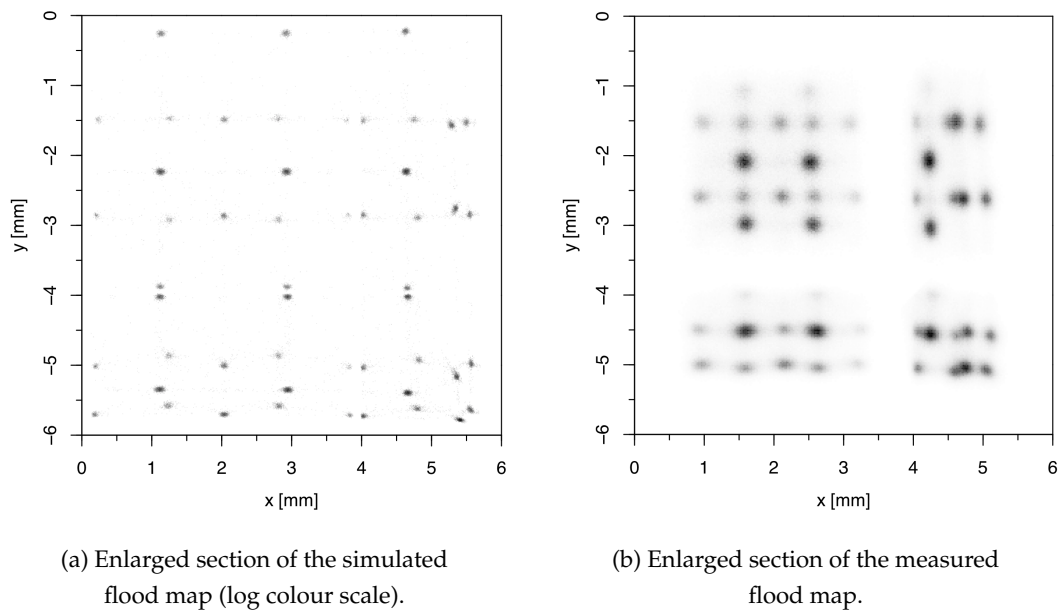 0
−1
−2
−3
−4
−5
−6
y [mm]
0 1 2 3 4 5 6
x [mm]
(a) Enlarged section of the simulated
flood map (log colour scale).
0
−1
−2
−3
−4
−5
−6
y [mm]
0 1 2 3 4 5 6
x [mm]
(b) Enlarged section of the measured
flood map.